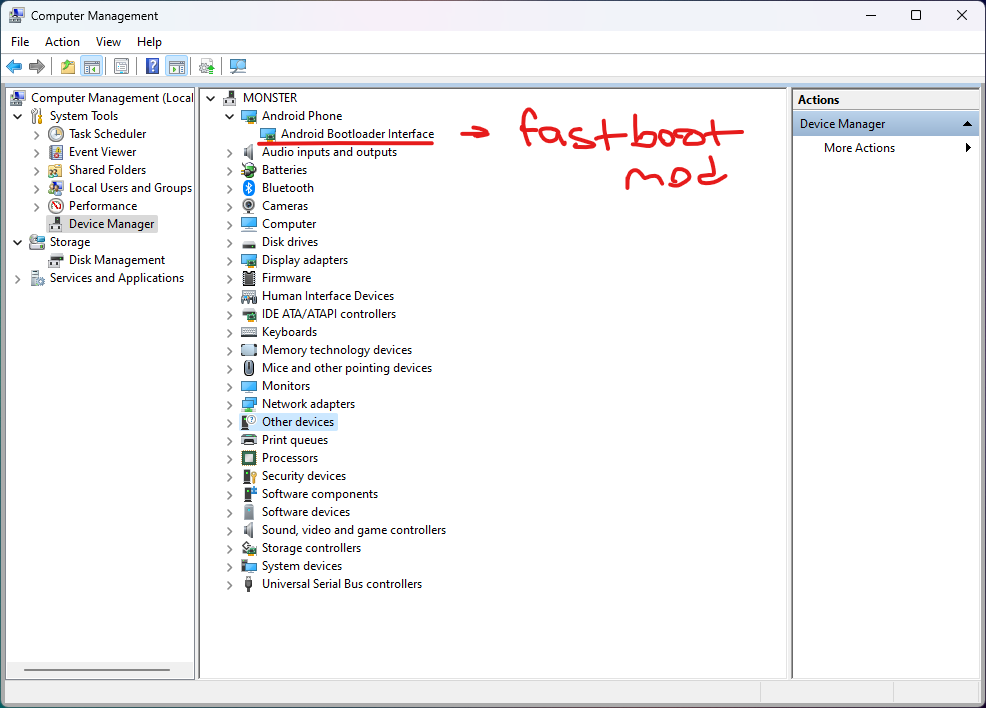 Computer Management
File Action View Help
Computer Management (Local
System Tools
Task Scheduler
Event Viewer
Shared Folders
Local Users and Groups
Performance
Device Manager
Storage
Disk Management
Services and Applications
MONSTER
Android Phone
Android Bootloader Interface
fastboot
mod
Audio inputs and outputs
Batteries
Bluetooth
Cameras
Computer
Disk drives
Display adapters
Firmware
Human Interface Devices
IDE ATA/ATAPI controllers
Keyboards
Memory technology devices
Mice and other pointing devices
Monitors
Network adapters
Other devices
Print queues
Processors
Security devices
Software components
Software devices
Sound, video and game controllers
Storage controllers
System devices
Universal Serial Bus controllers
Actions
Device Manager
More Actions